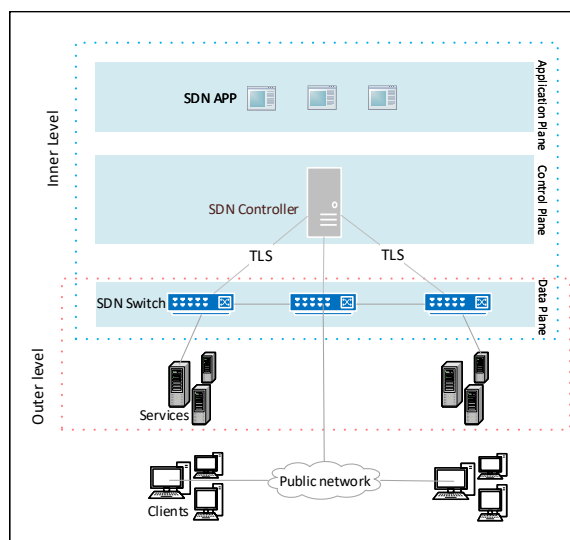 SDN APP
Application Plane
Inner Level
SDN Controller
Control Plane
TLS
TLS
SDN Switch
Data Plane
Outer level
Services
Public network
Clients